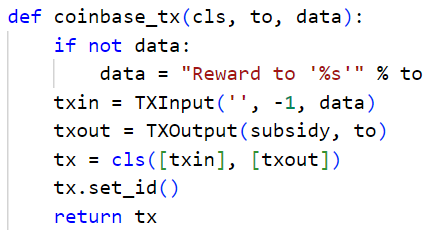 def coinbase_tx(cls, to, data):
    if not data:
        data = "Reward to '%s'" % to
    txin = TXInput('', -1, data)
    txout = TXOutput(subsidy, to)
    tx = cls([txin], [txout])
    tx.set_id()
    return tx